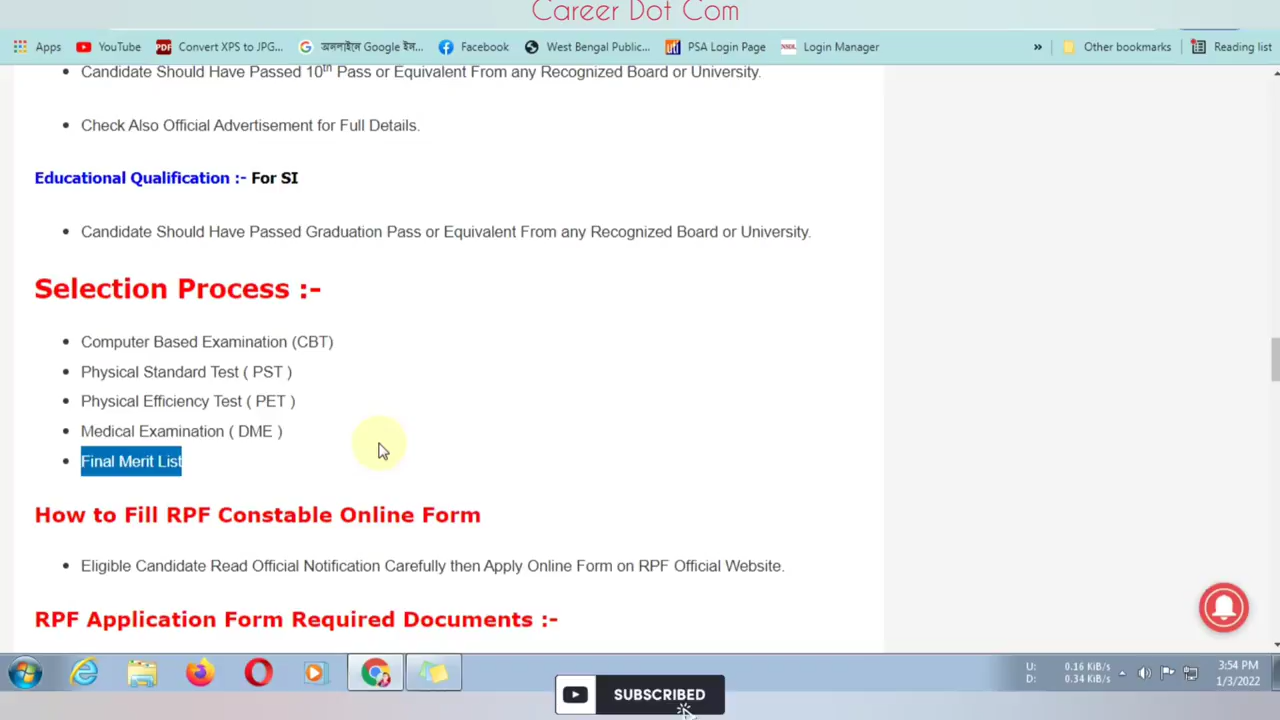 Career Dot Com
Apps YouTube Convert XPS to JPG... অনলাইনে Google ইন... Facebook West Bengal Public... PSA Login Page Login Manager » Other bookmarks Reading list
Candidate Should Have Passed 10th Pass or Equivalent From any Recognized Board or University.
Check Also Official Advertisement for Full Details.
Educational Qualification :- For SI
Candidate Should Have Passed Graduation Pass or Equivalent From any Recognized Board or University.
Selection Process :-
Computer Based Examination (CBT)
Physical Standard Test ( PST )
Physical Efficiency Test ( PET )
Medical Examination ( DME )
Final Merit List
How to Fill RPF Constable Online Form
Eligible Candidate Read Official Notification Carefully then Apply Online Form on RPF Official Website.
RPF Application Form Required Documents :-
U: 0.16 KiB/s 3:54 PM
D: 0.34 KiB/s 1/3/2022
SUBSCRIBED